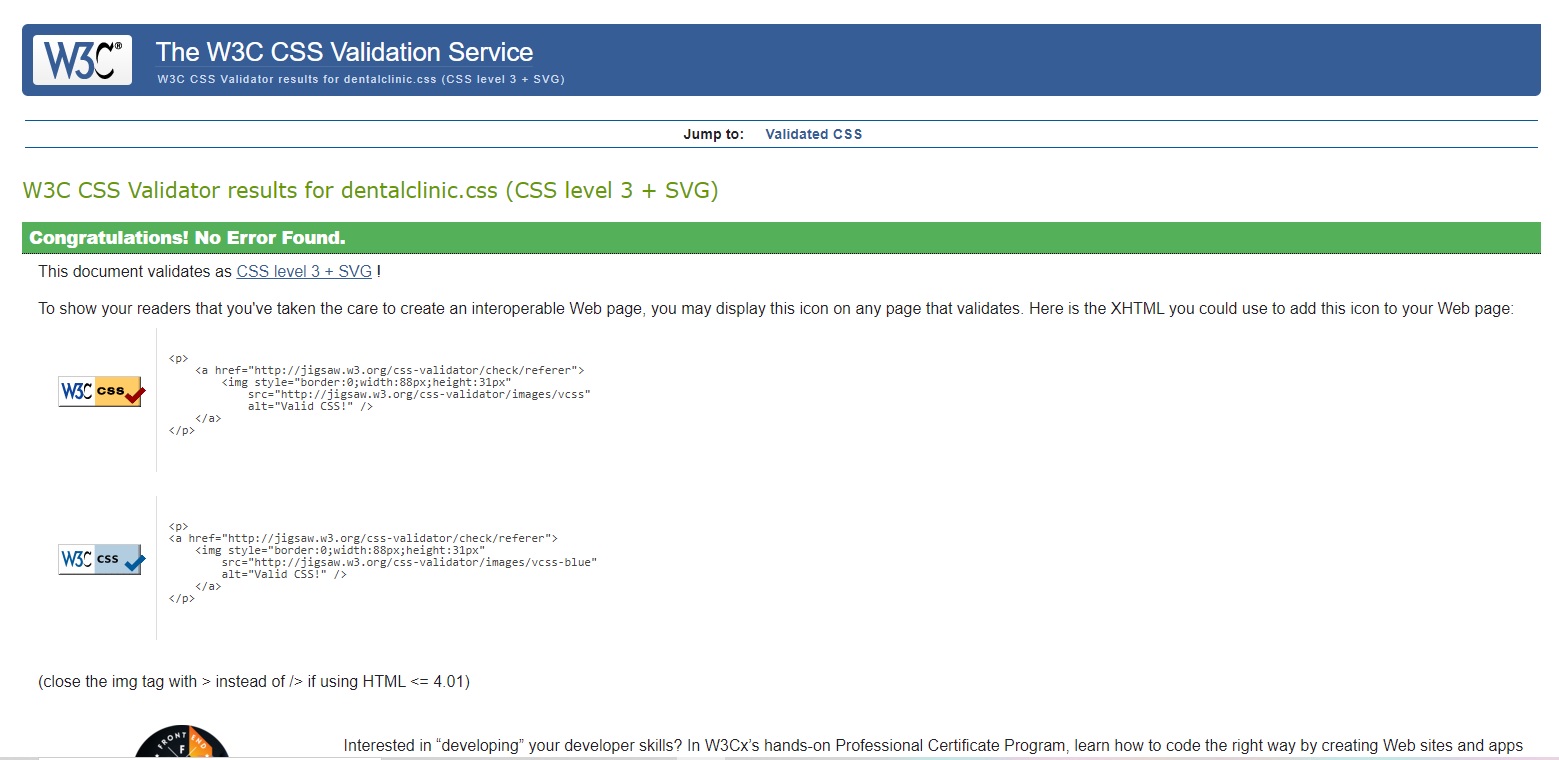 W3C®
The W3C CSS Validation Service
W3C CSS Validator results for dentalclinic.css (CSS level 3 + SVG)
Jump to: Validated CSS
W3C CSS Validator results for dentalclinic.css (CSS level 3 + SVG)
Congratulations! No Error Found.
This document validates as CSS level 3 + SVG !
To show your readers that you've taken the care to create an interoperable Web page, you may display this icon on any page that validates. Here is the XHTML you could use to add this icon to your Web page:
W3C css
<p>
<a href="http://jigsaw.w3.org/css-validator/check/referer">
<img style="border:0;width:88px;height:31px"
src="http://jigsaw.w3.org/css-validator/images/vcss"
alt="Valid CSS!" />
</a>
</p>
W3C css
<p>
<a href="http://jigsaw.w3.org/css-validator/check/referer">
<img style="border:0;width:88px;height:31px"
src="http://jigsaw.w3.org/css-validator/images/vcss-blue"
alt="Valid CSS!" />
</a>
</p>
(close the img tag with > instead of /> if using HTML <= 4.01)
FRONT END
F
Interested in “developing” your developer skills? In W3Cx’s hands-on Professional Certificate Program, learn how to code the right way by creating Web sites and apps